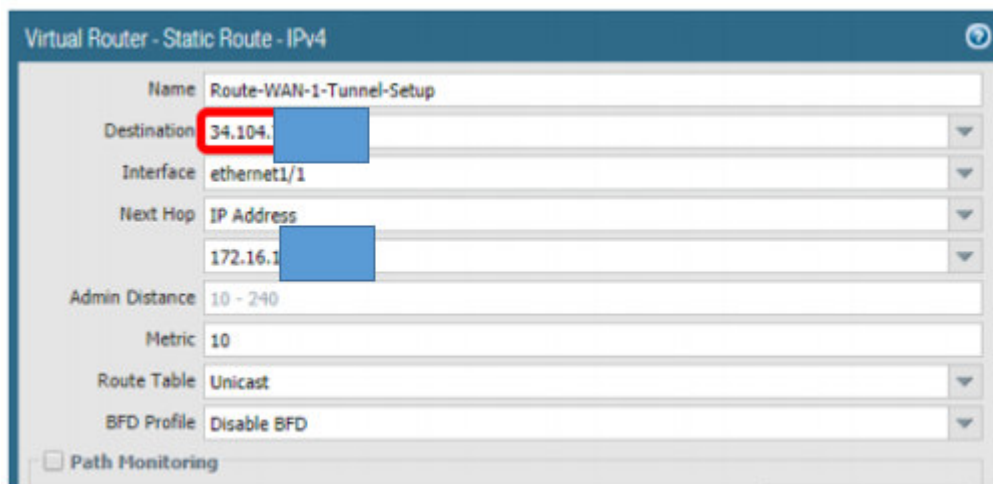 Virtual Router - Static Route - IPv4
Name Route-WAN-1-Tunnel-Setup
Destination 34.104.
Interface ethernet1/1
Next Hop IP Address
172.16.1
Admin Distance 10 - 240
Metric 10
Route Table Unicast
BFD Profile Disable BFD
Path Monitoring